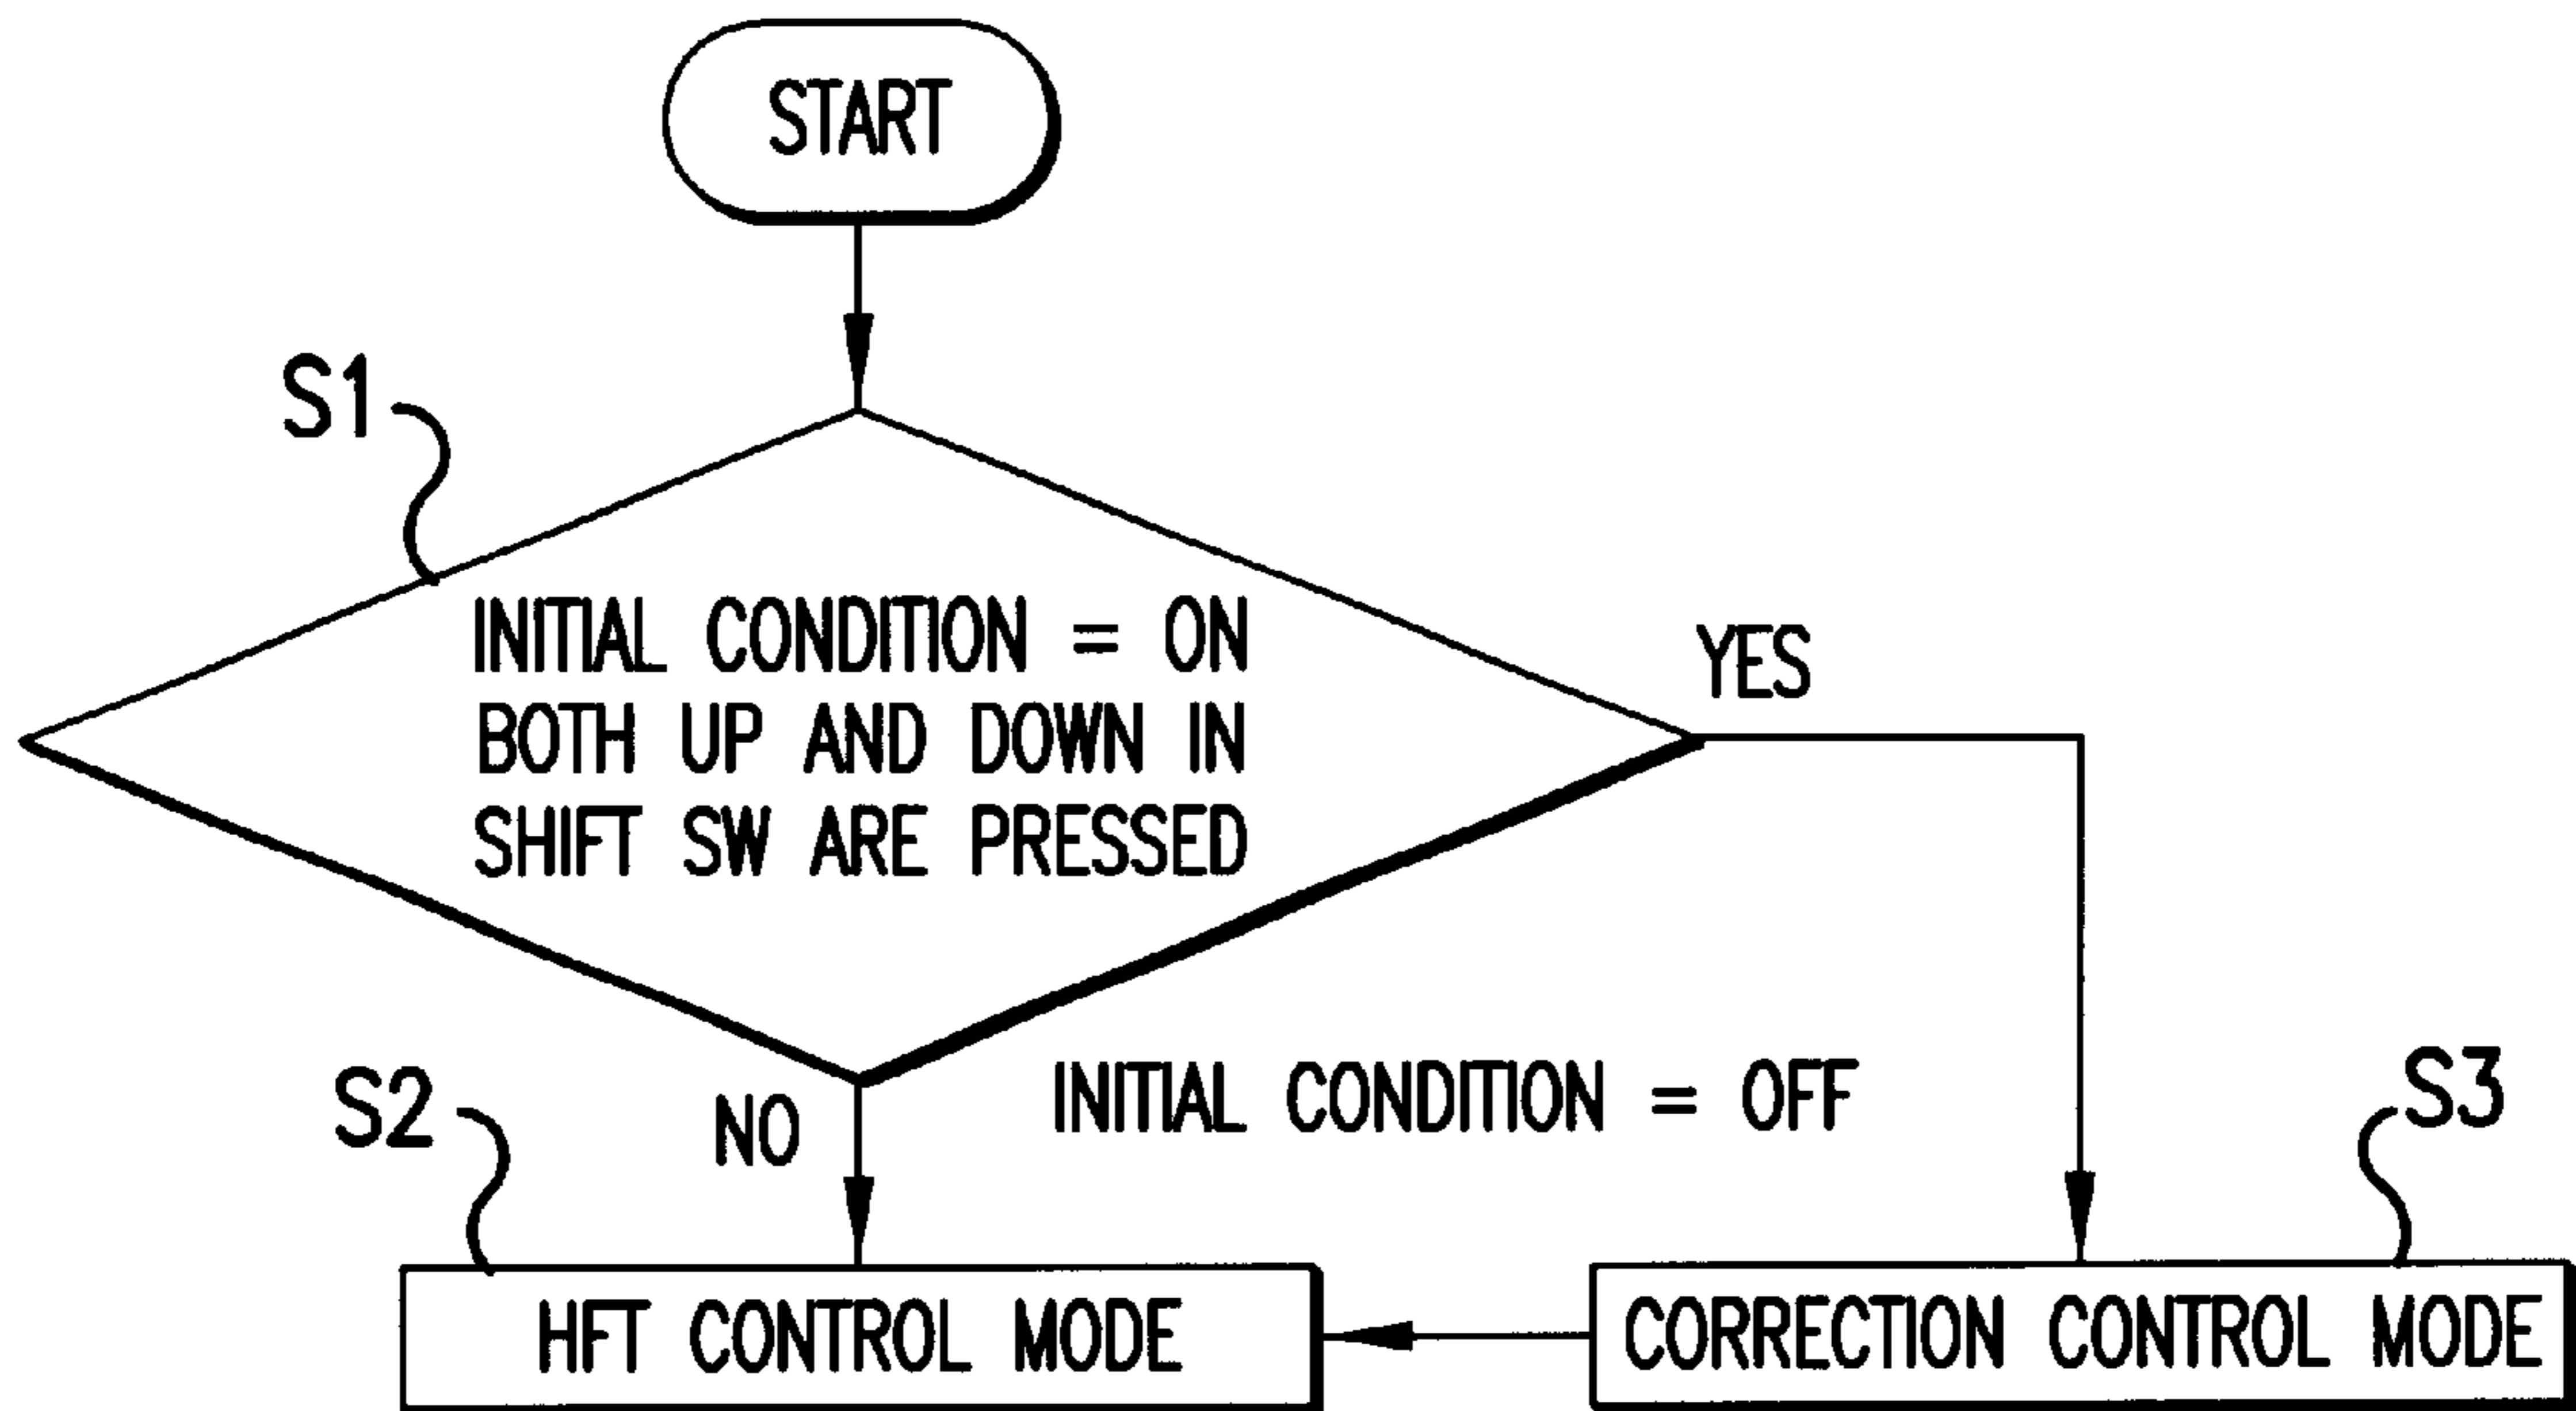 START
S1
INITIAL CONDITION = ON
BOTH UP AND DOWN IN
SHIFT SW ARE PRESSED
YES
S2
NO
INITIAL CONDITION = OFF
S3
HFT CONTROL MODE
CORRECTION CONTROL MODE